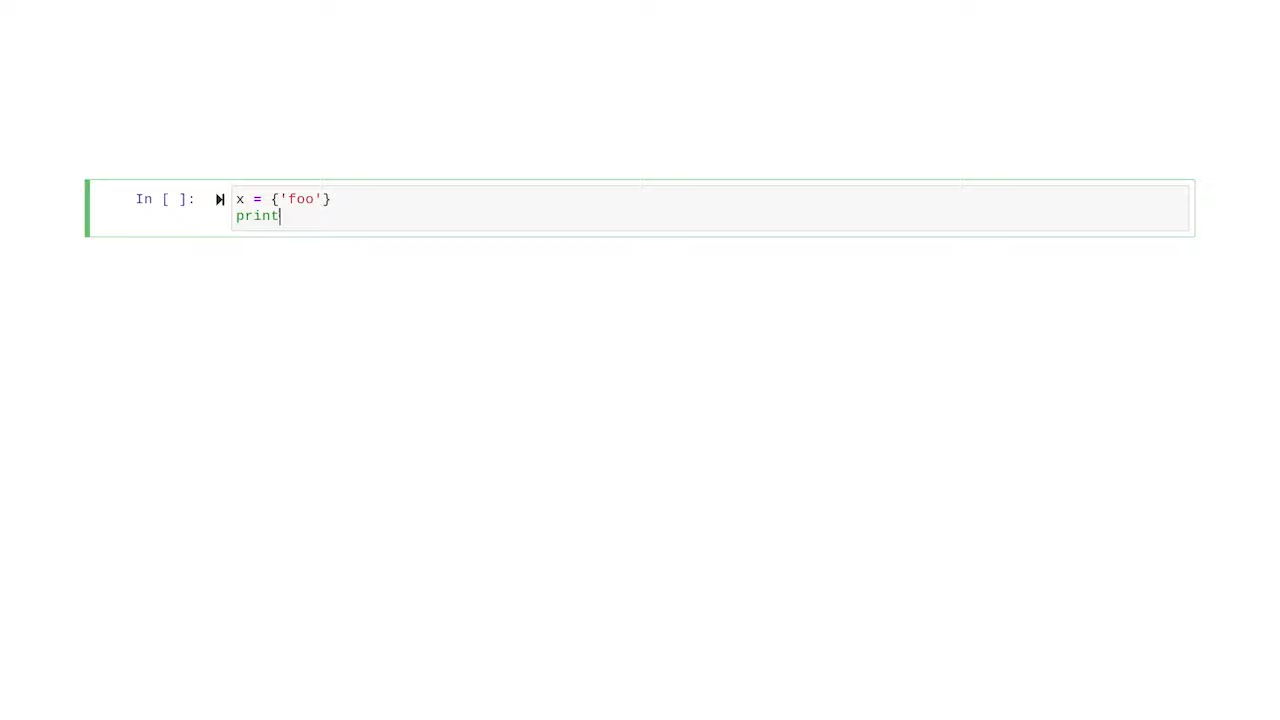 In [ ]: x = {'foo'}
print